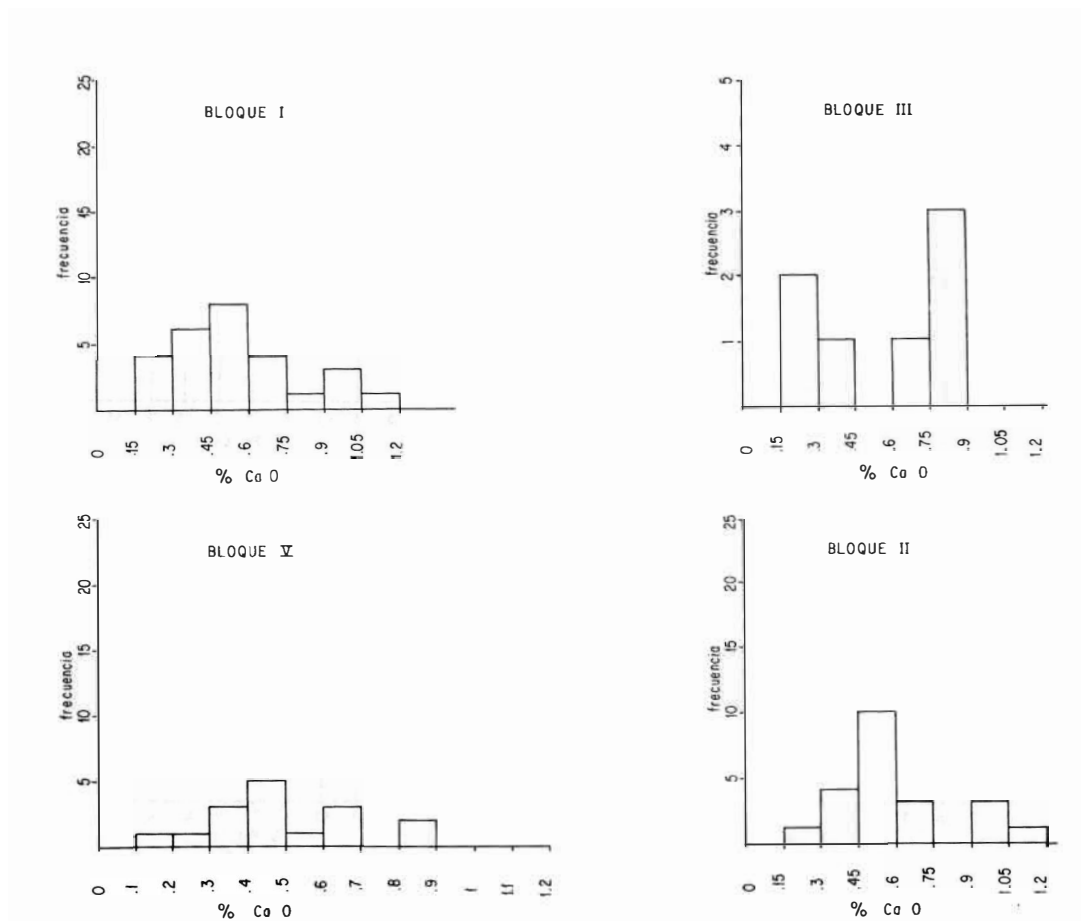 BLOQUE I
frecuencia
25
20
15
10
5
0 .15 .3 .45 .6 .75 .9 1.05 1.2
% Ca O
BLOQUE III
frecuencia
5
4
3
2
1
0 .15 .3 .45 .6 .75 .9 1.05 1.2
% Ca O
BLOQUE V
frecuencia
25
20
15
10
5
0 .1 .2 .3 .4 .5 .6 .7 .8 .9 1 1.1 1.2
% Ca O
BLOQUE II
frecuencia
25
20
15
10
5
0 .15 .3 .45 .6 .75 .9 1.05 1.2
% Ca O